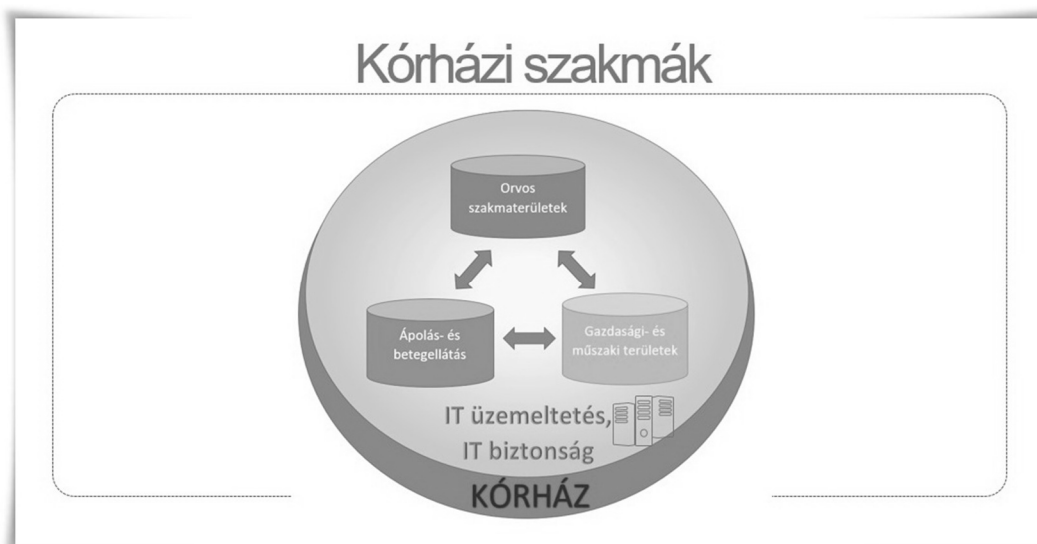 Kórházi szakmák
Orvos
szakmaterületek
Ápolás- és
betegellátás
Gazdasági- és
műszaki területek
IT üzemeltetés,
IT biztonság
KÓRHÁZ